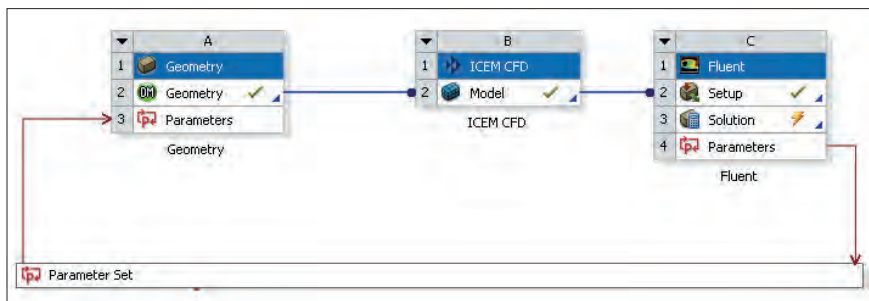 A
1 Geometry
2 Geometry
3 Parameters
Geometry
B
1 ICEM CFD
2 Model
ICEM CFD
C
1 Fluent
2 Setup
3 Solution
4 Parameters
Fluent
Parameter Set